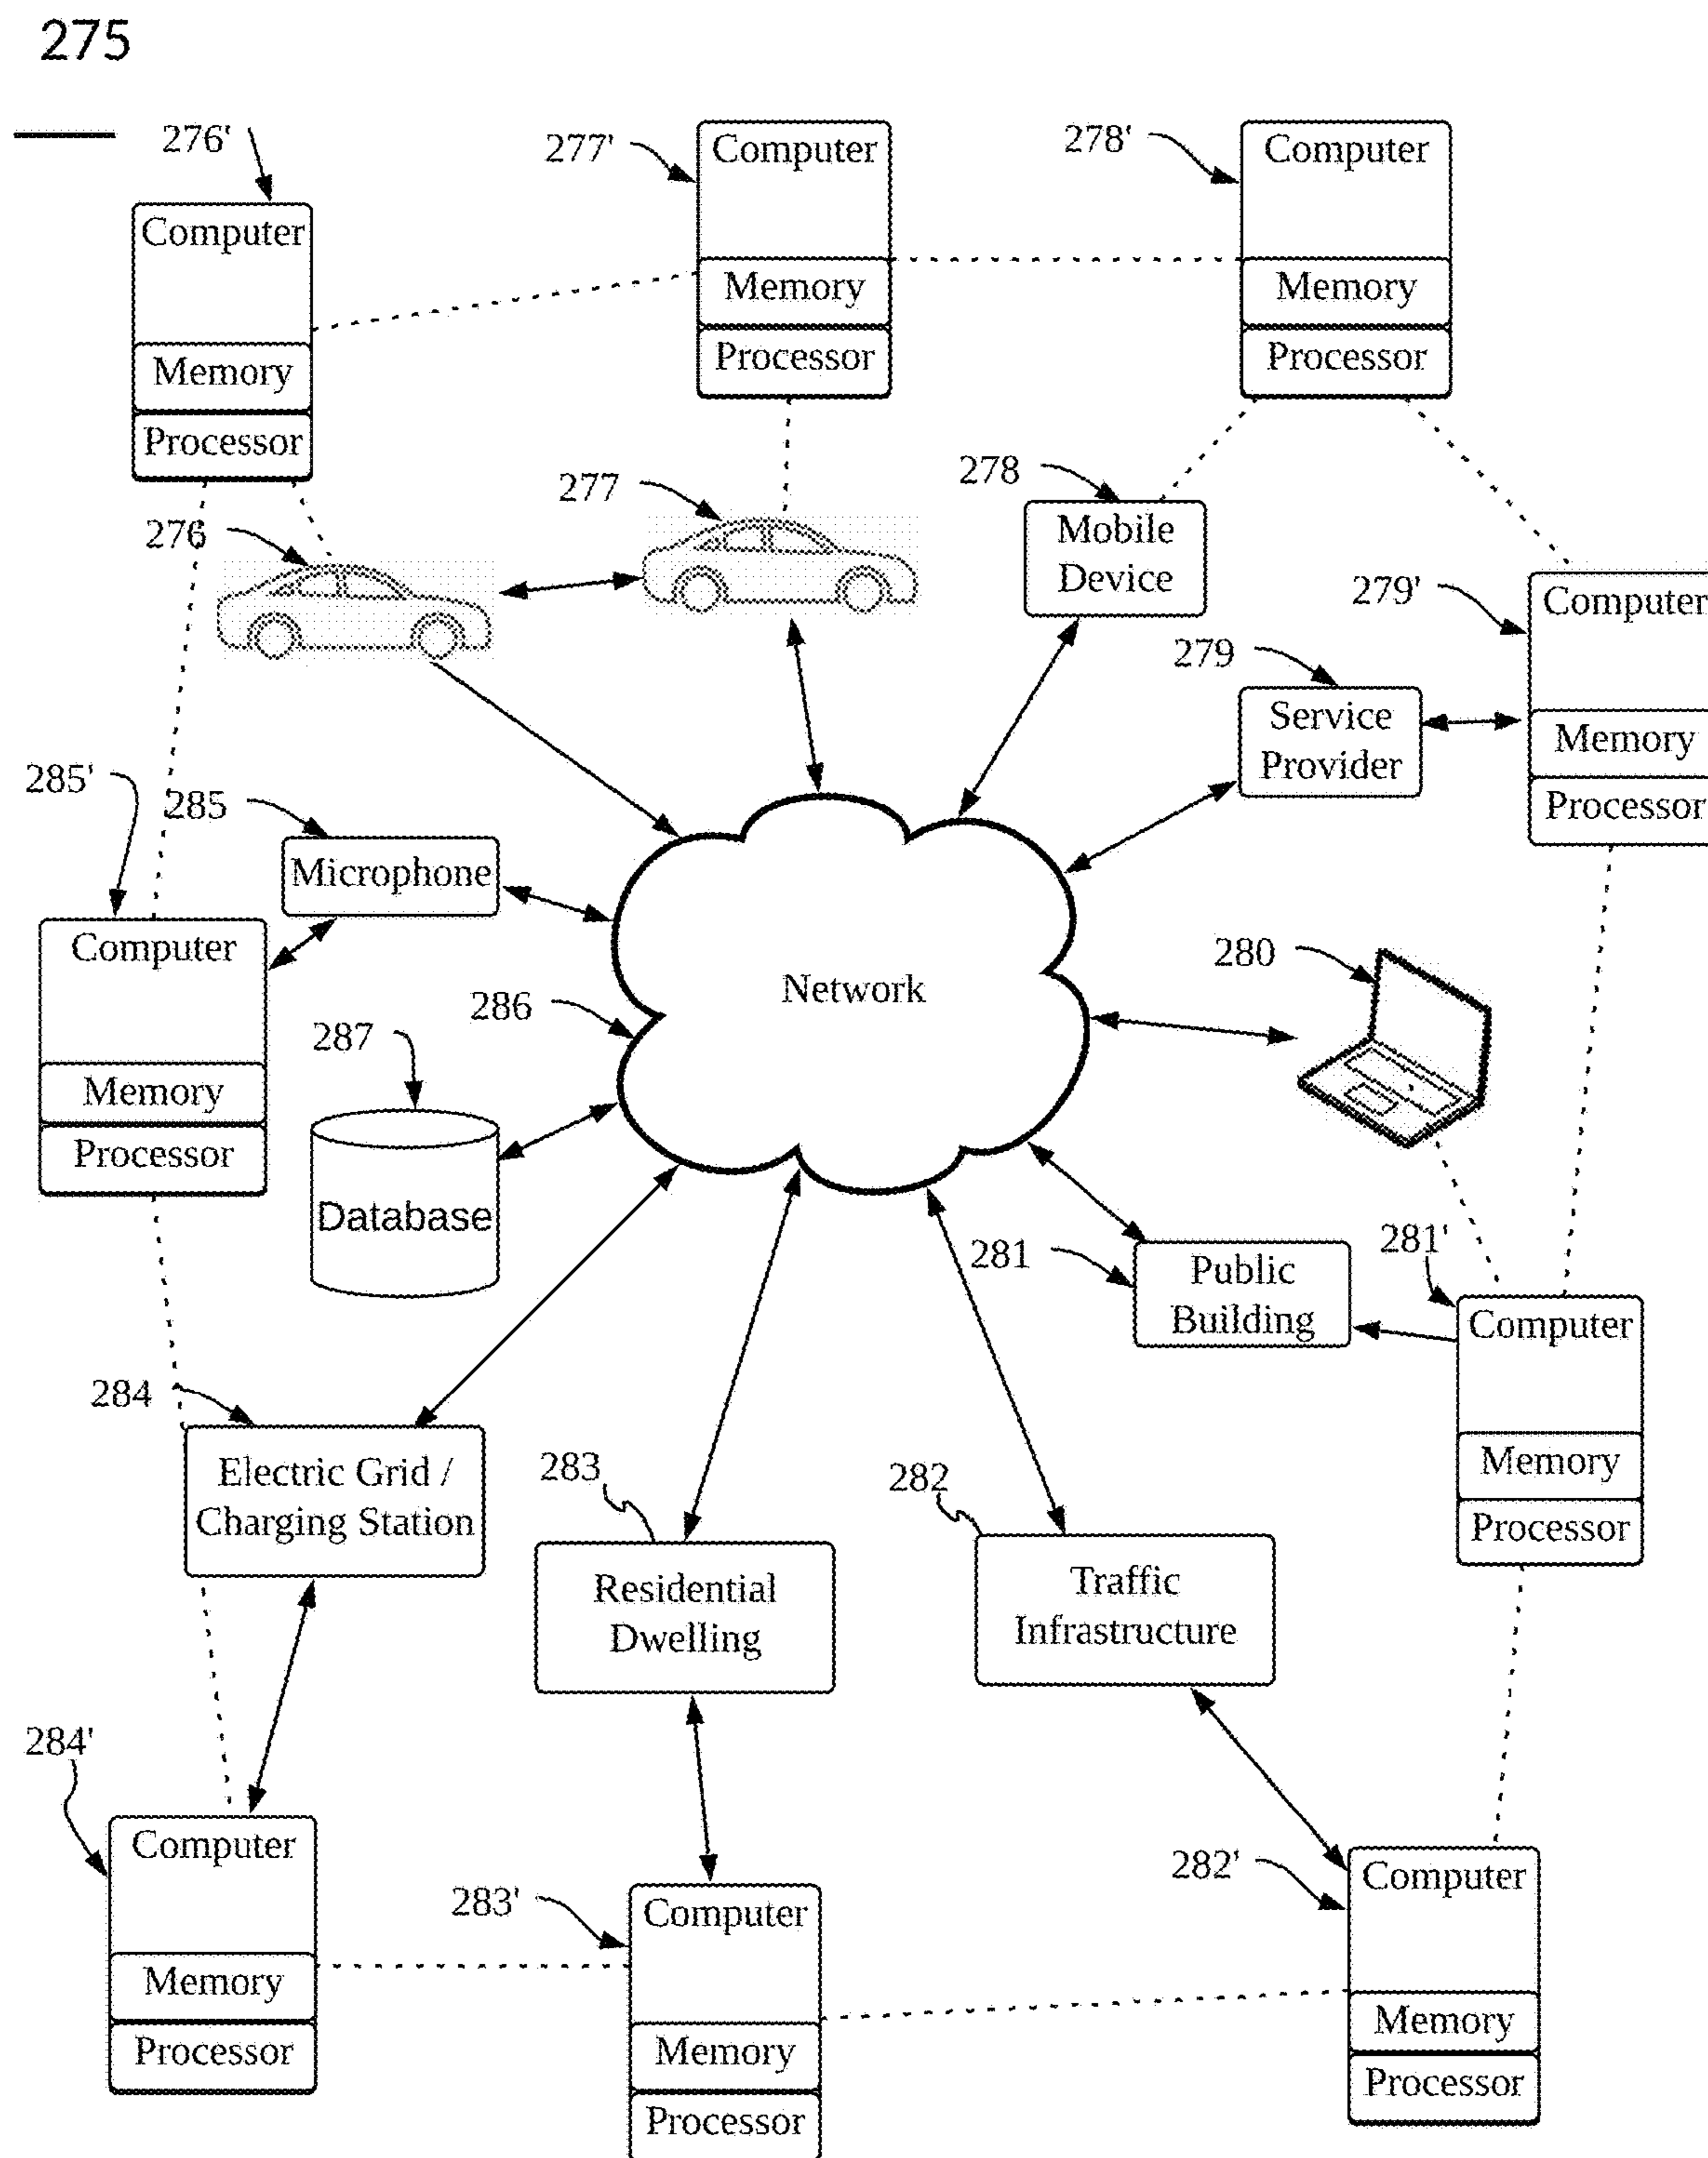 275
276'
277'
278'
Computer
Memory
Processor
Computer
Memory
Processor
Computer
Memory
Processor
276
277
278
Mobile
Device
279'
Computer
Memory
Processor
279
Service
Provider
285'
285
Microphone
Computer
Memory
Processor
286
Network
280
287
Database
281
Public
Building
281'
Computer
Memory
Processor
284
Electric Grid /
Charging Station
283
Residential
Dwelling
282
Traffic
Infrastructure
284'
Computer
Memory
Processor
283'
Computer
Memory
Processor
282'
Computer
Memory
Processor